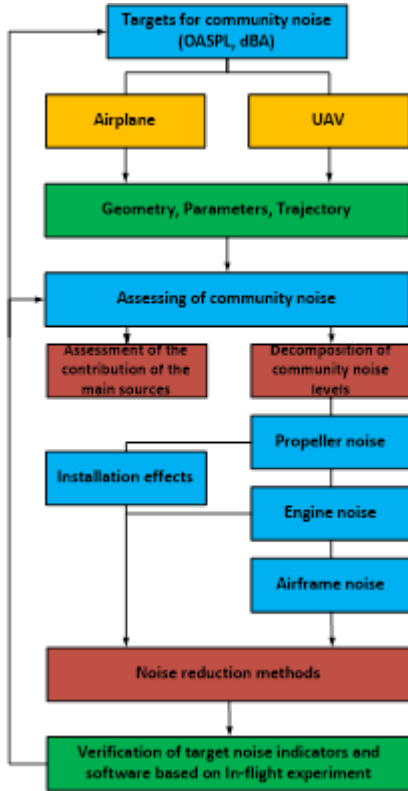 Targets for community noise
(OASPL, dBA)
Airplane
UAV
Geometry, Parameters, Trajectory
Assessing of community noise
Assessment of the
contribution of the
main sources
Decomposition of
community noise
levels
Propeller noise
Installation effects
Engine noise
Airframe noise
Noise reduction methods
Verification of target noise indicators and
software based on In-flight experiment